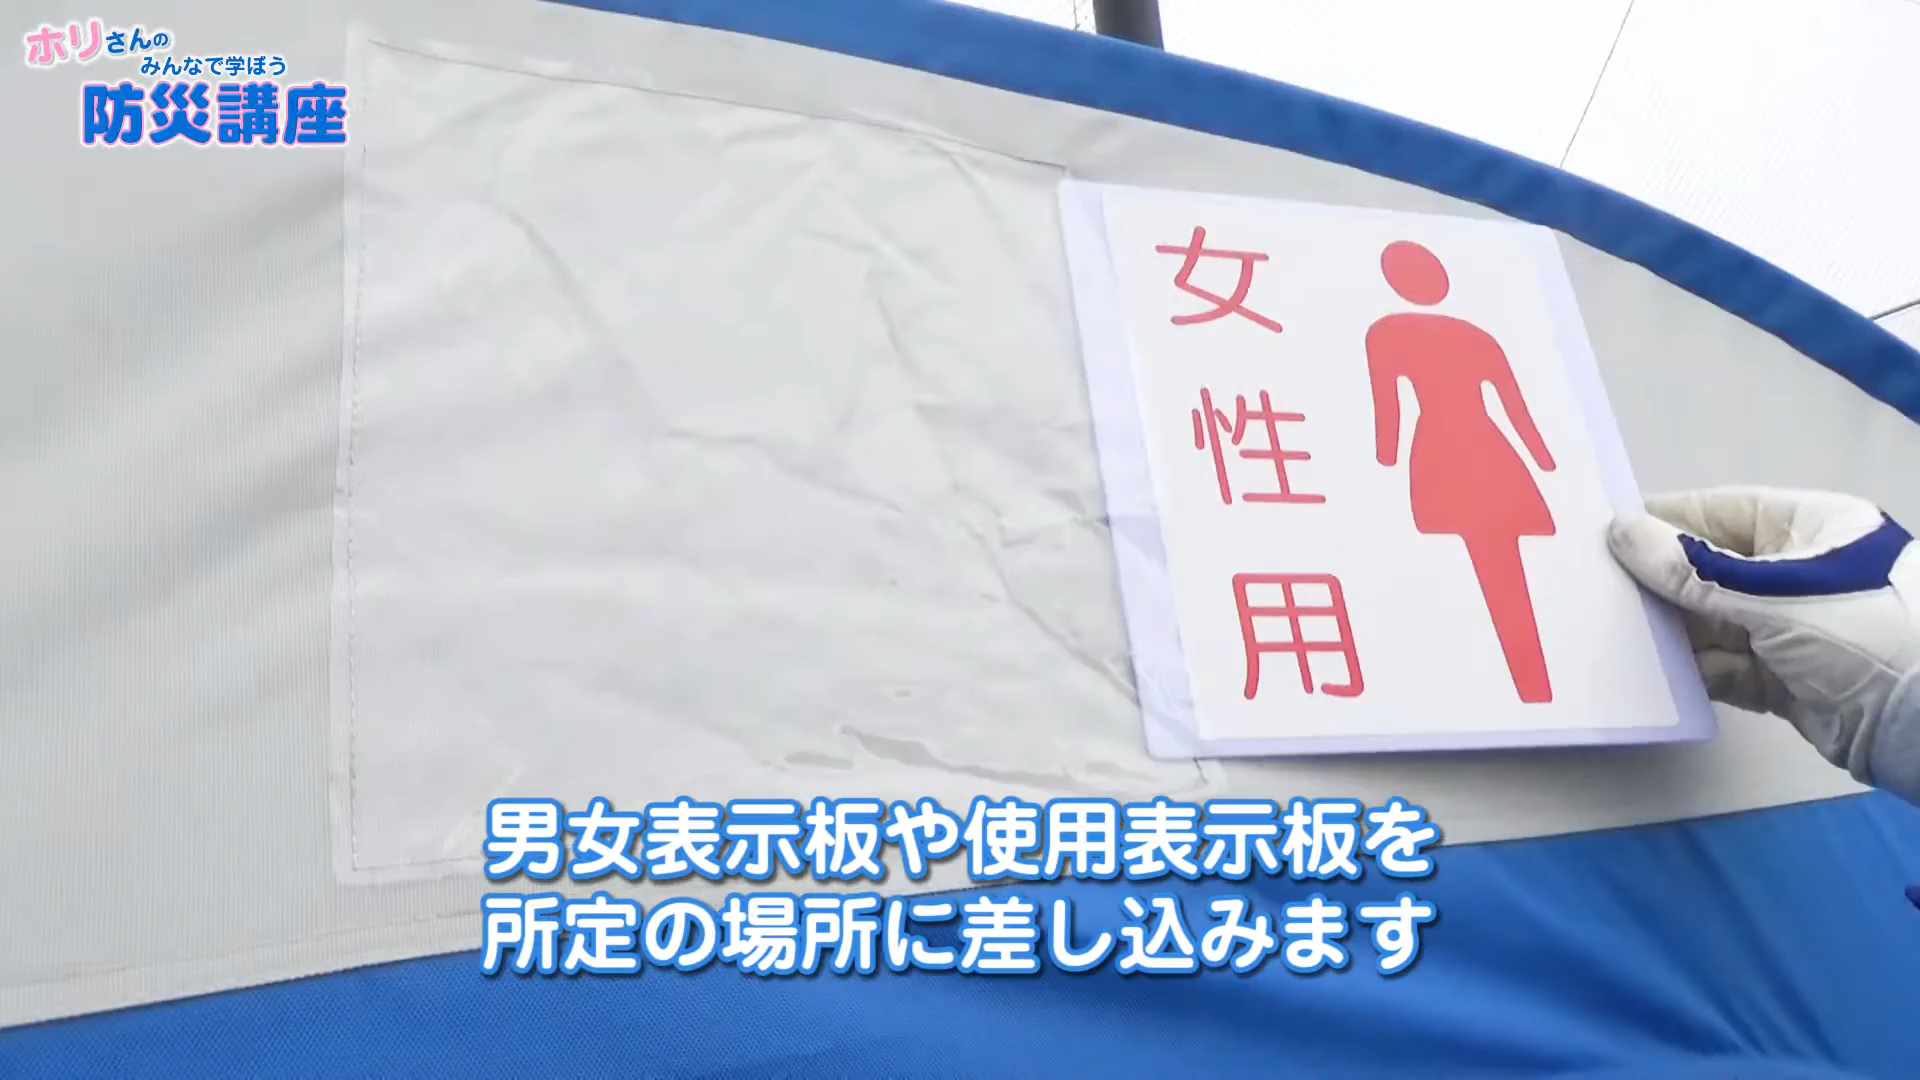 ホリさんの
みんなで学ぼう
防災講座
女性用
男女表示板や使用表示板を
所定の場所に差し込みます